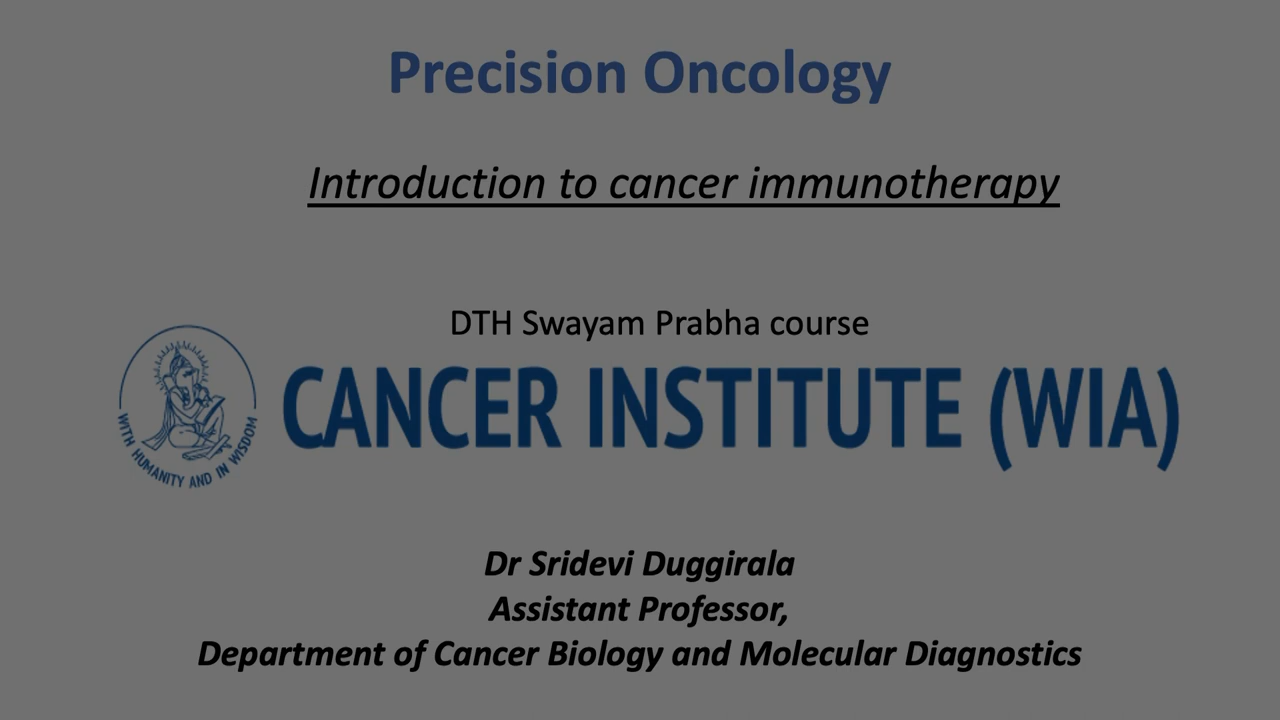 Precision Oncology
Introduction to cancer immunotherapy
DTH Swayam Prabha course
CANCER INSTITUTE (WIA)
WITH HUMANITY AND IN WISDOM
Dr Sridevi Duggirala
Assistant Professor,
Department of Cancer Biology and Molecular Diagnostics